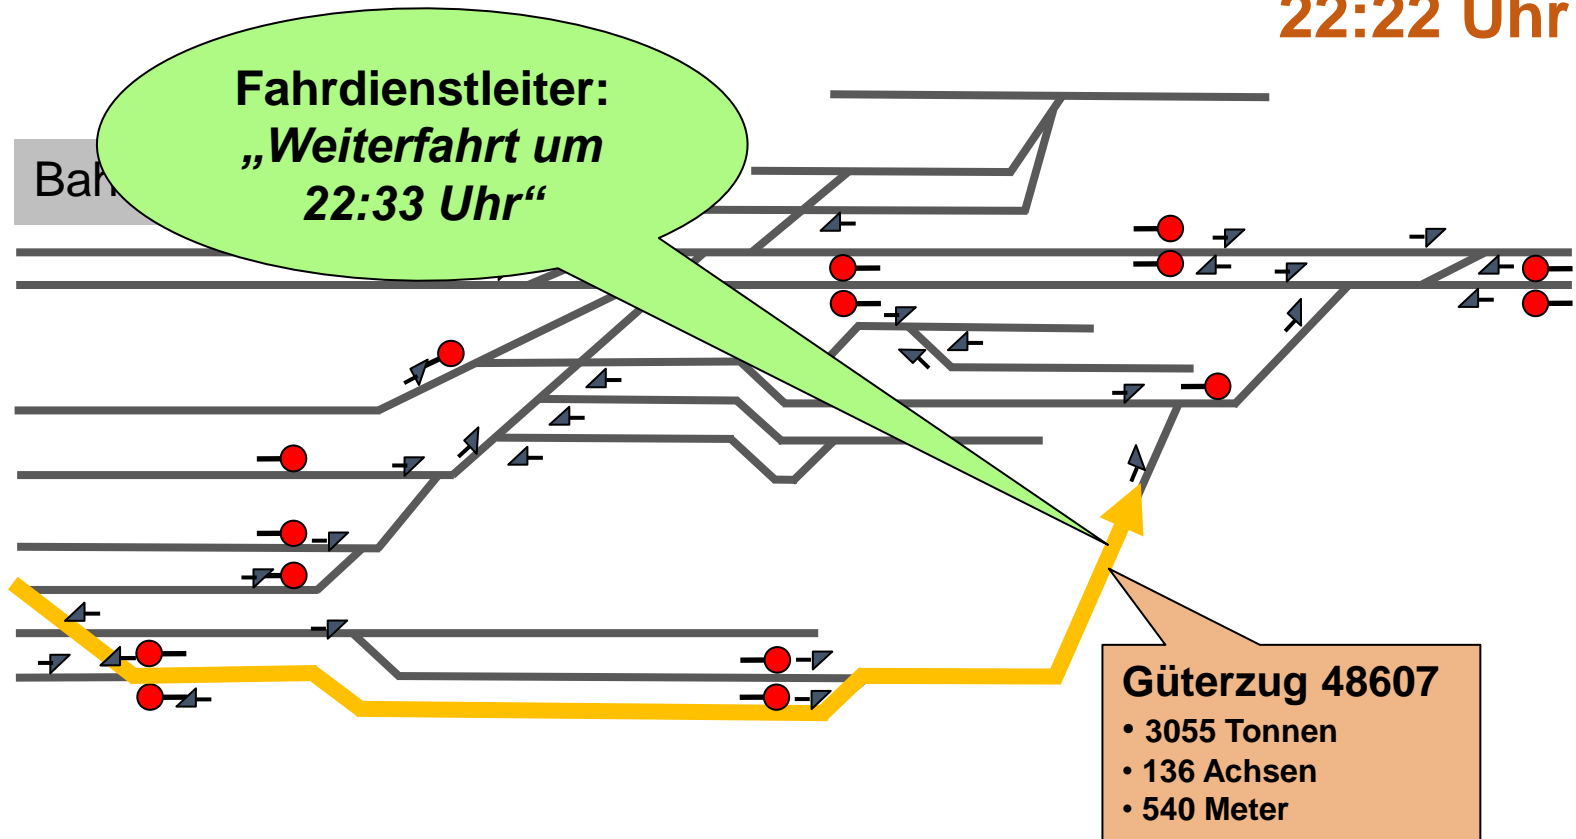 22:22 Uhr
Fahrdienstleiter:
„Weiterfahrt um
22:33 Uhr“
Güterzug 48607
• 3055 Tonnen
• 136 Achsen
• 540 Meter